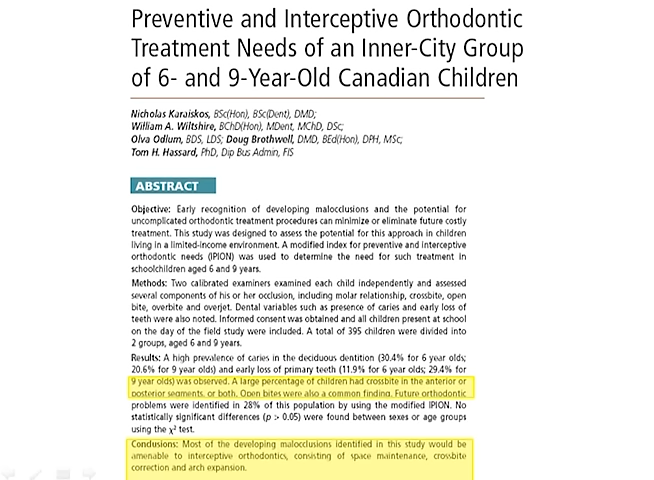 Preventive and Interceptive Orthodontic
Treatment Needs of an Inner-City Group
of 6- and 9-Year-Old Canadian Children
Nicholas Karaiskos, BSc(Hon), BSc(Dent), DMD;
William A. Wiltshire, BChD(Hon), MDent, MChD, DSc;
Olva Odlum, BDS, LDS; Doug Brothwell, DMD, BEd(Hon), DPH, MSc;
Tom H. Hassard, PhD, Dip Bus Admin, FIS
ABSTRACT
Objective: Early recognition of developing malocclusions and the potential for
uncomplicated orthodontic treatment procedures can minimize or eliminate future costly
treatment. This study was designed to assess the potential for this approach in children
living in a limited-income environment. A modified index for preventive and interceptive
orthodontic needs (IPION) was used to determine the need for such treatment in
schoolchildren aged 6 and 9 years.
Methods: Two calibrated examiners examined each child independently and assessed
several components of his or her occlusion, including molar relationship, crossbite, open
bite, overbite and overjet. Dental variables such as presence of caries and early loss of
teeth were also noted. Informed consent was obtained and all children present at school
on the day of the field study were included. A total of 395 children were divided into
2 groups, aged 6 and 9 years.
Results: A high prevalence of caries in the deciduous dentition (30.4% for 6 year olds;
20.6% for 9 year olds) and early loss of primary teeth (11.9% for 6 year olds; 29.4% for
9 year olds) was observed. A large percentage of children had crossbite in the anterior or
posterior segments, or both. Open bites were also a common finding. Future orthodontic
problems were identified in 28% of this population by using the modified IPION. No
statistically significant differences (p > 0.05) were found between sexes or age groups
using the χ² test.
Conclusions: Most of the developing malocclusions identified in this study would be
amenable to interceptive orthodontics, consisting of space maintenance, crossbite
correction and arch expansion.